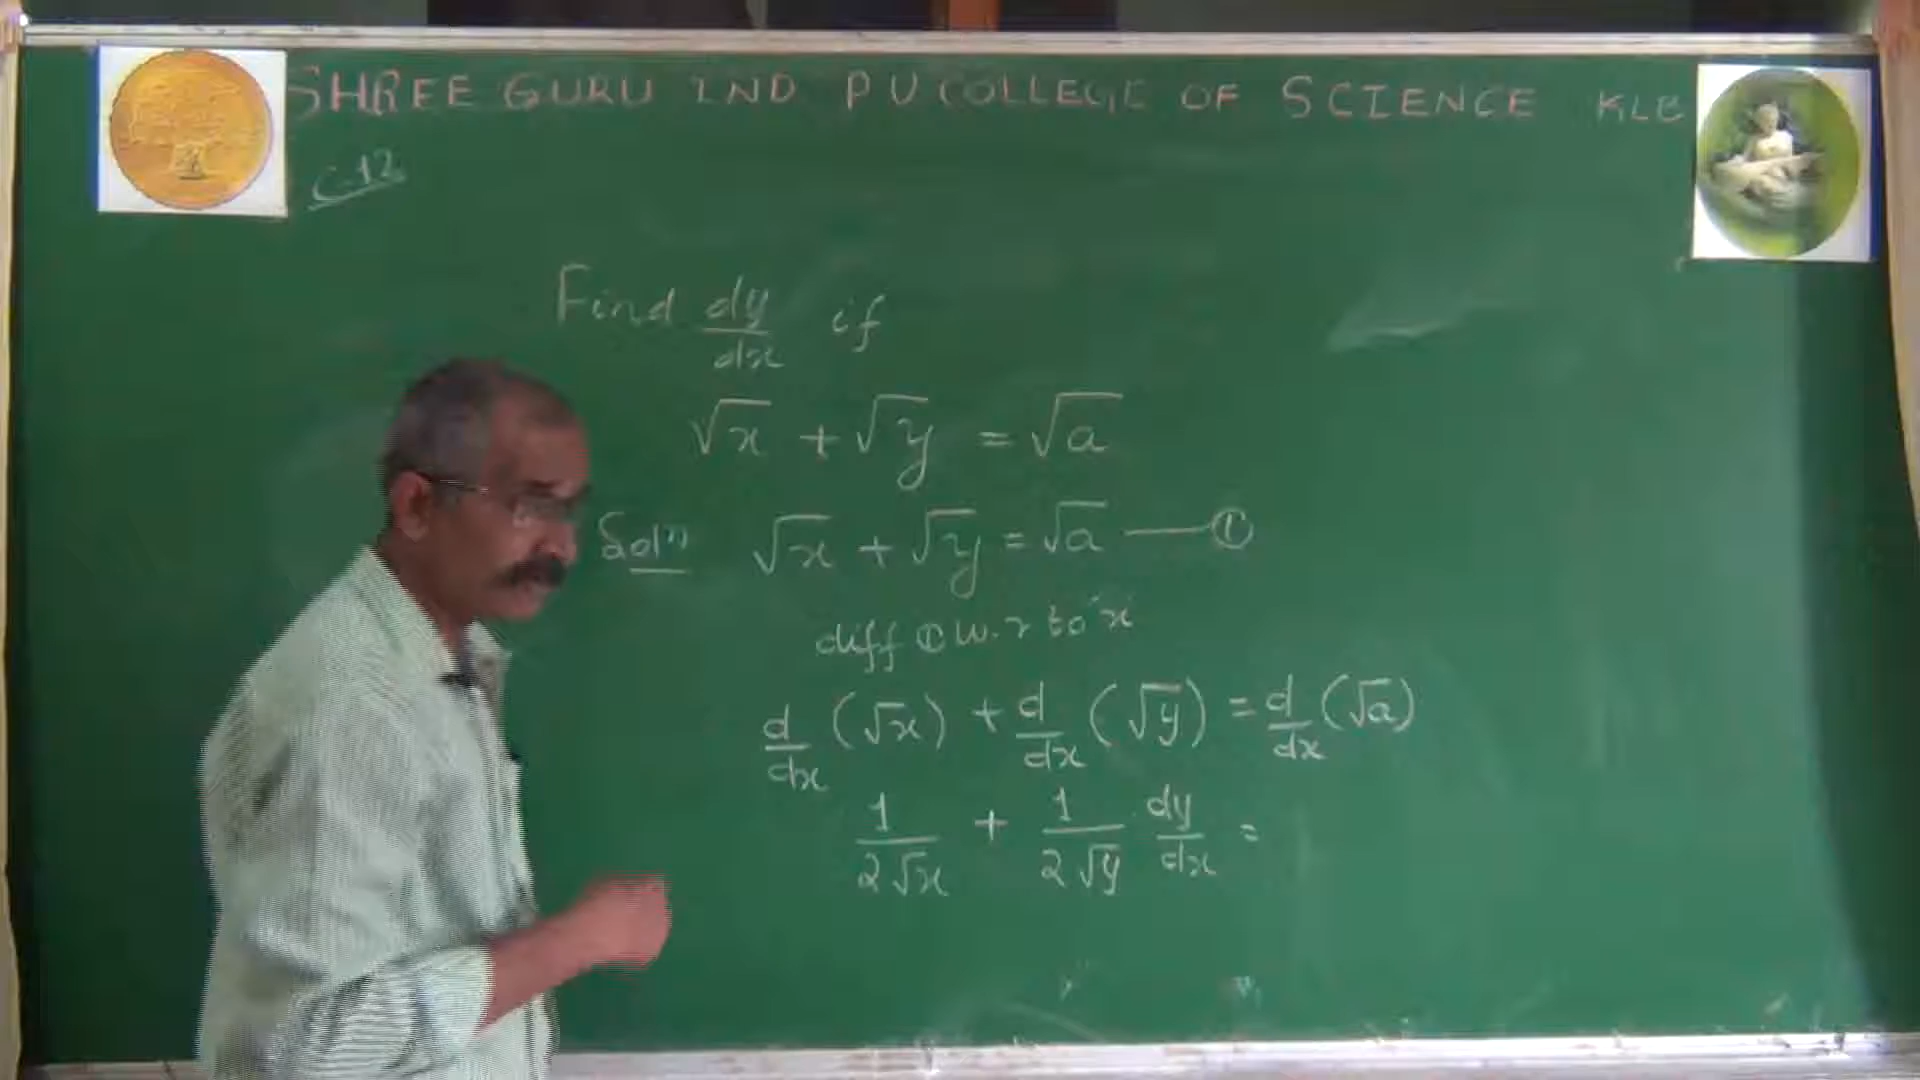 SHREE GURU IND PU COLLEGE OF SCIENCE KLB
C-12
Find dy/dx if
√x + √y = √a
Soln √x + √y = √a — ①
diff ① w.r to 'x'
d/dx (√x) + d/dx (√y) = d/dx (√a)
1/2√x + 1/2√y dy/dx =